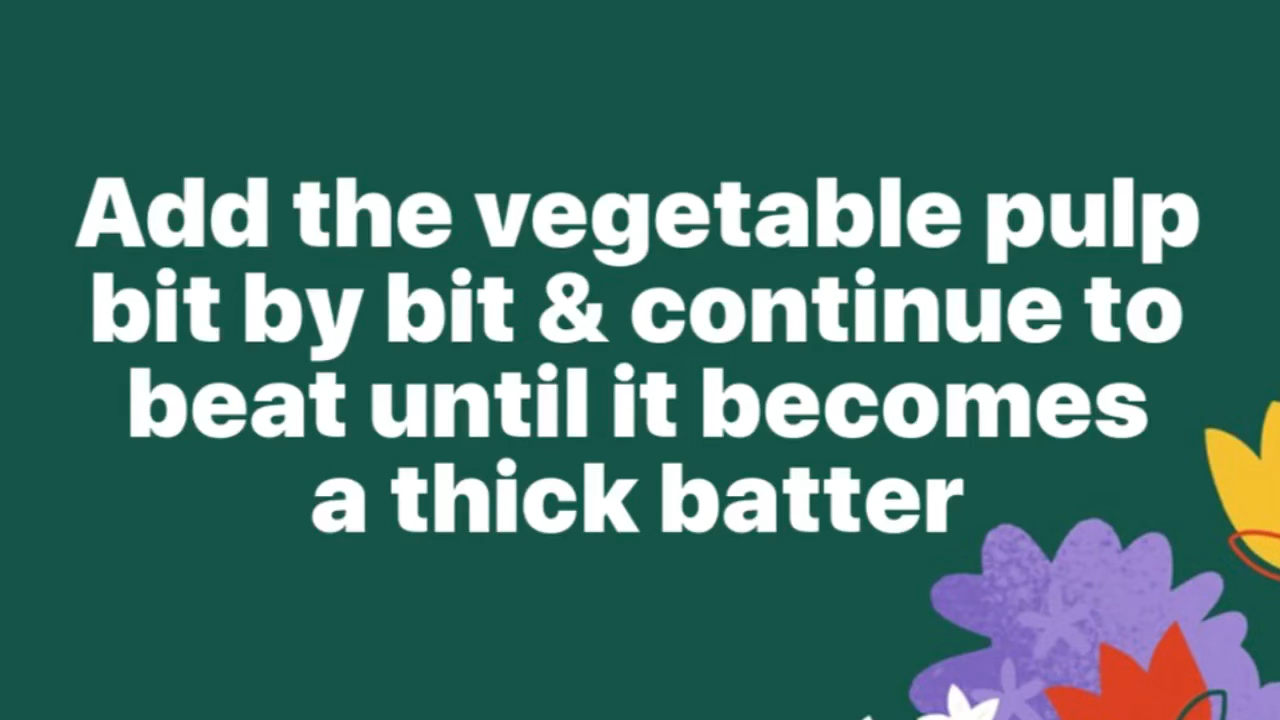 Add the vegetable pulp
bit by bit & continue to
beat until it becomes
a thick batter